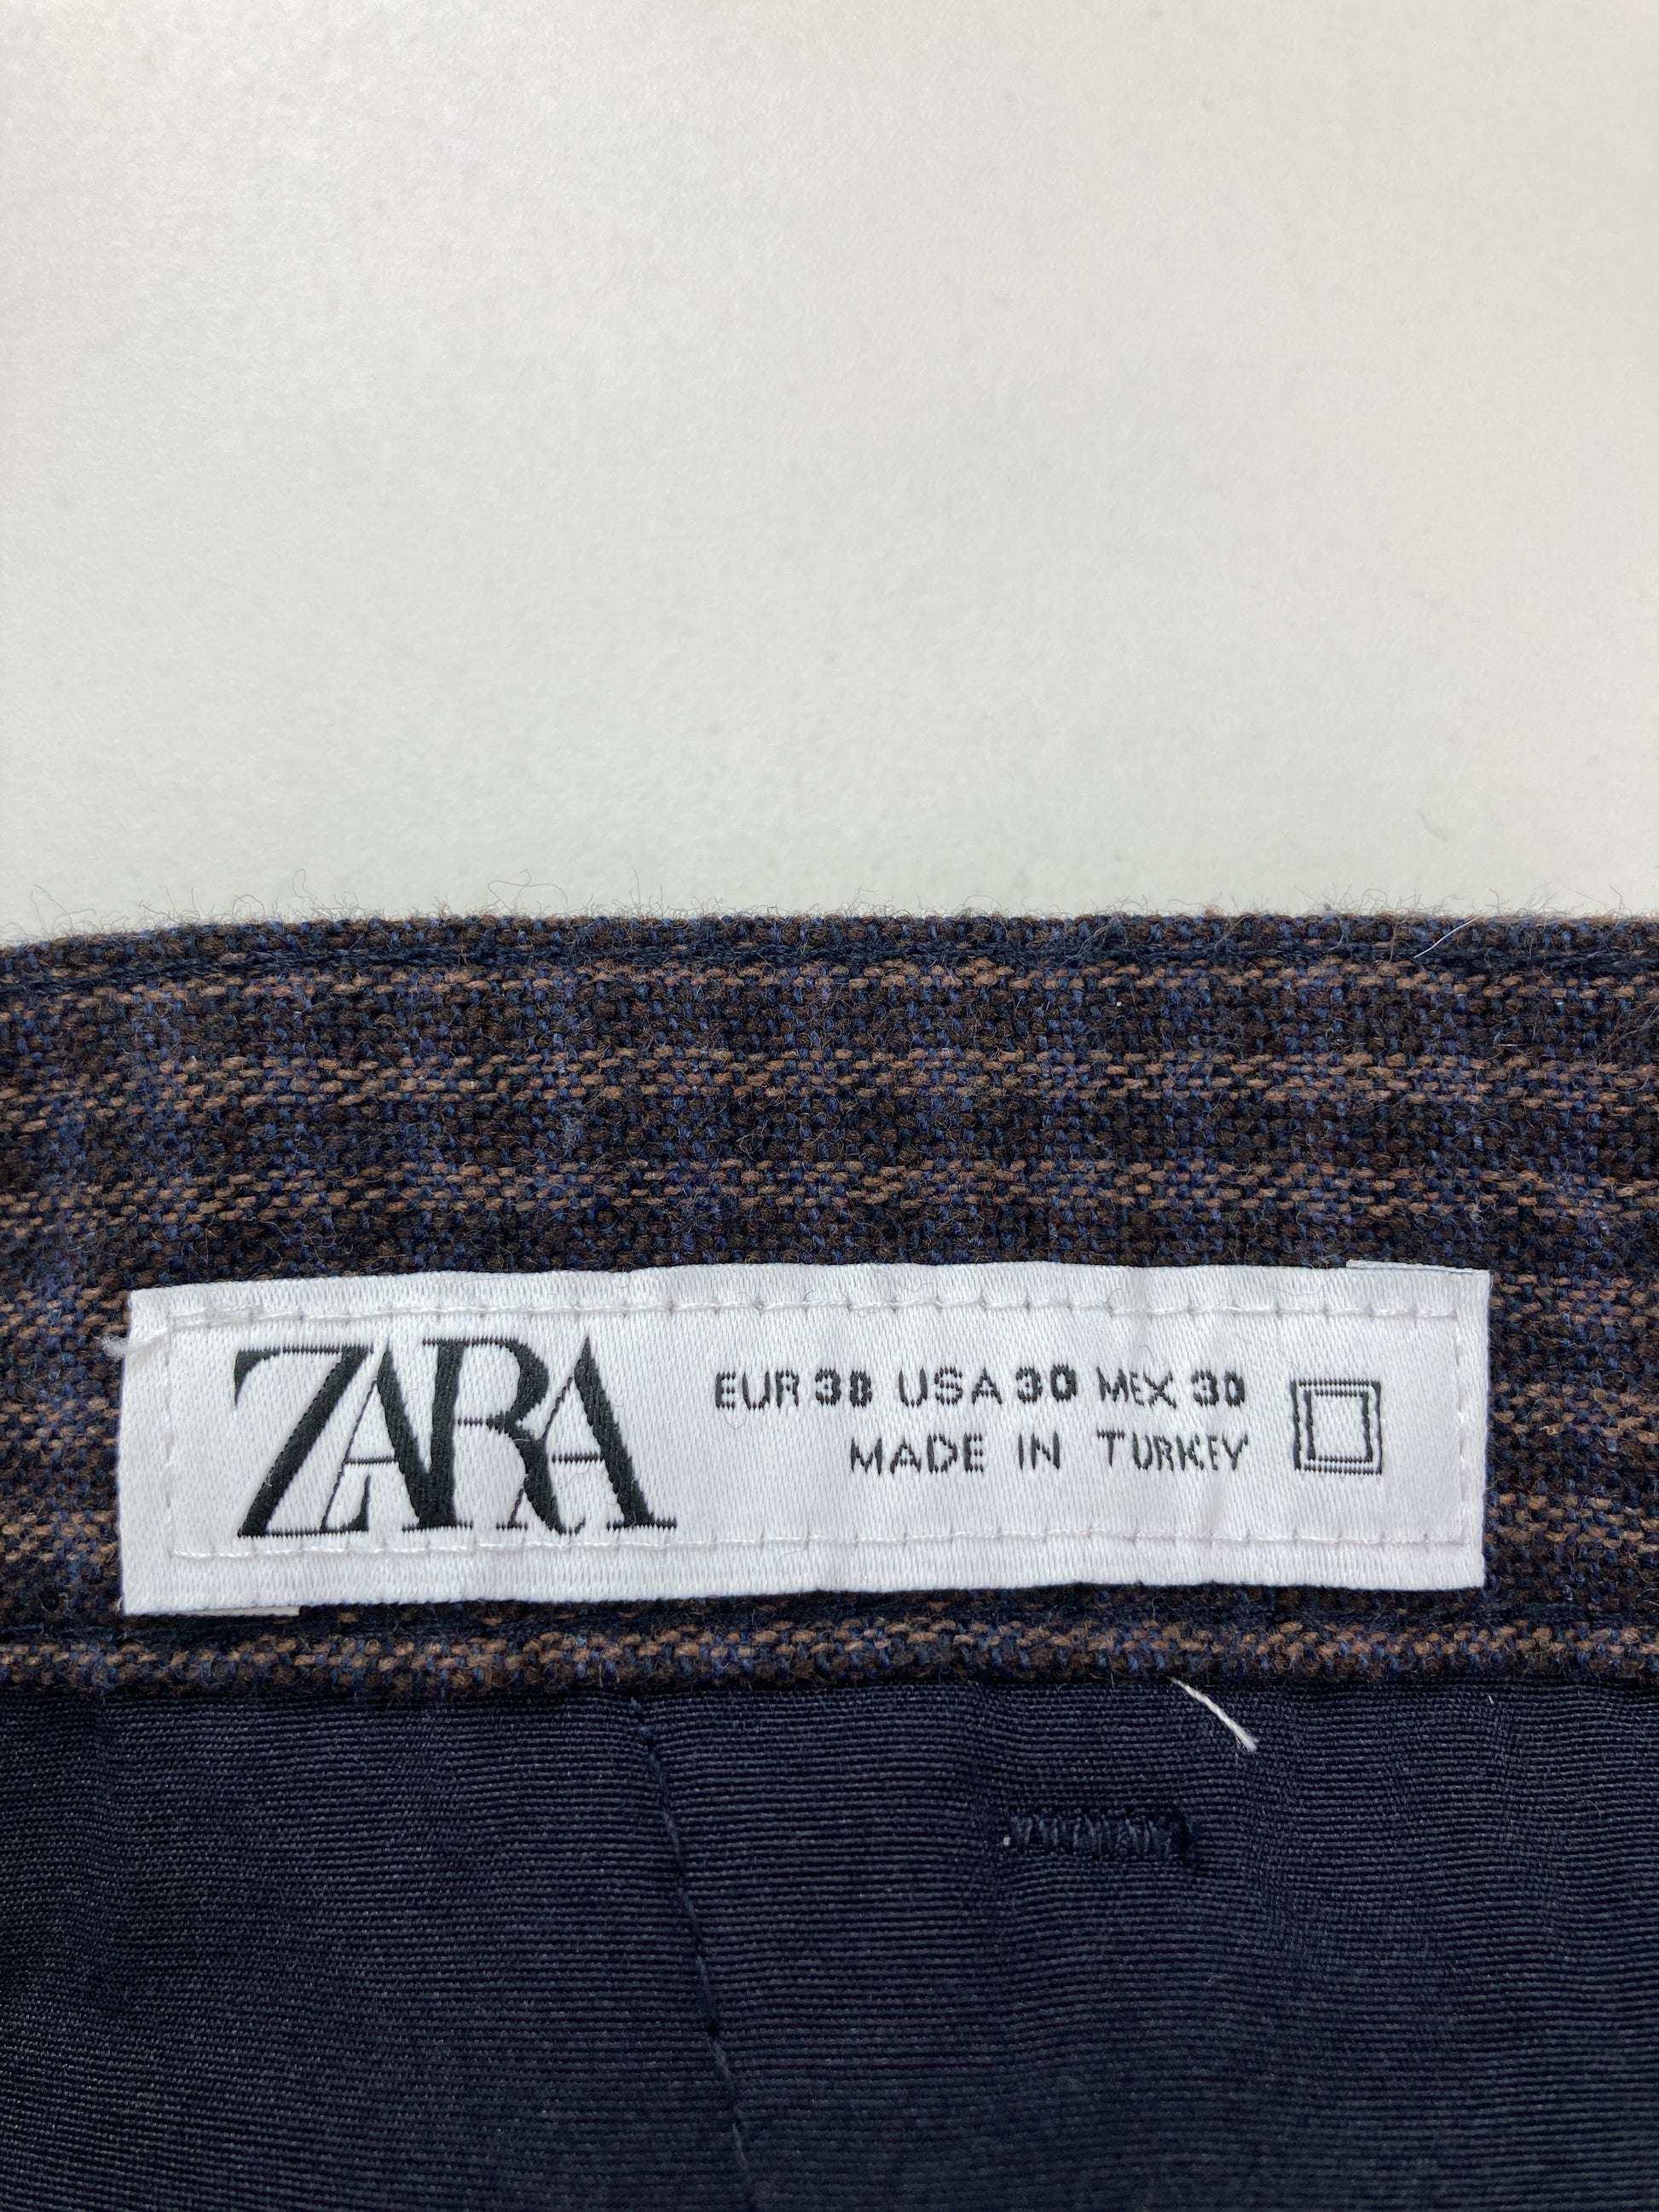 ZARA
EUR 38 USA 30 MEX 30
MADE IN TURKEY